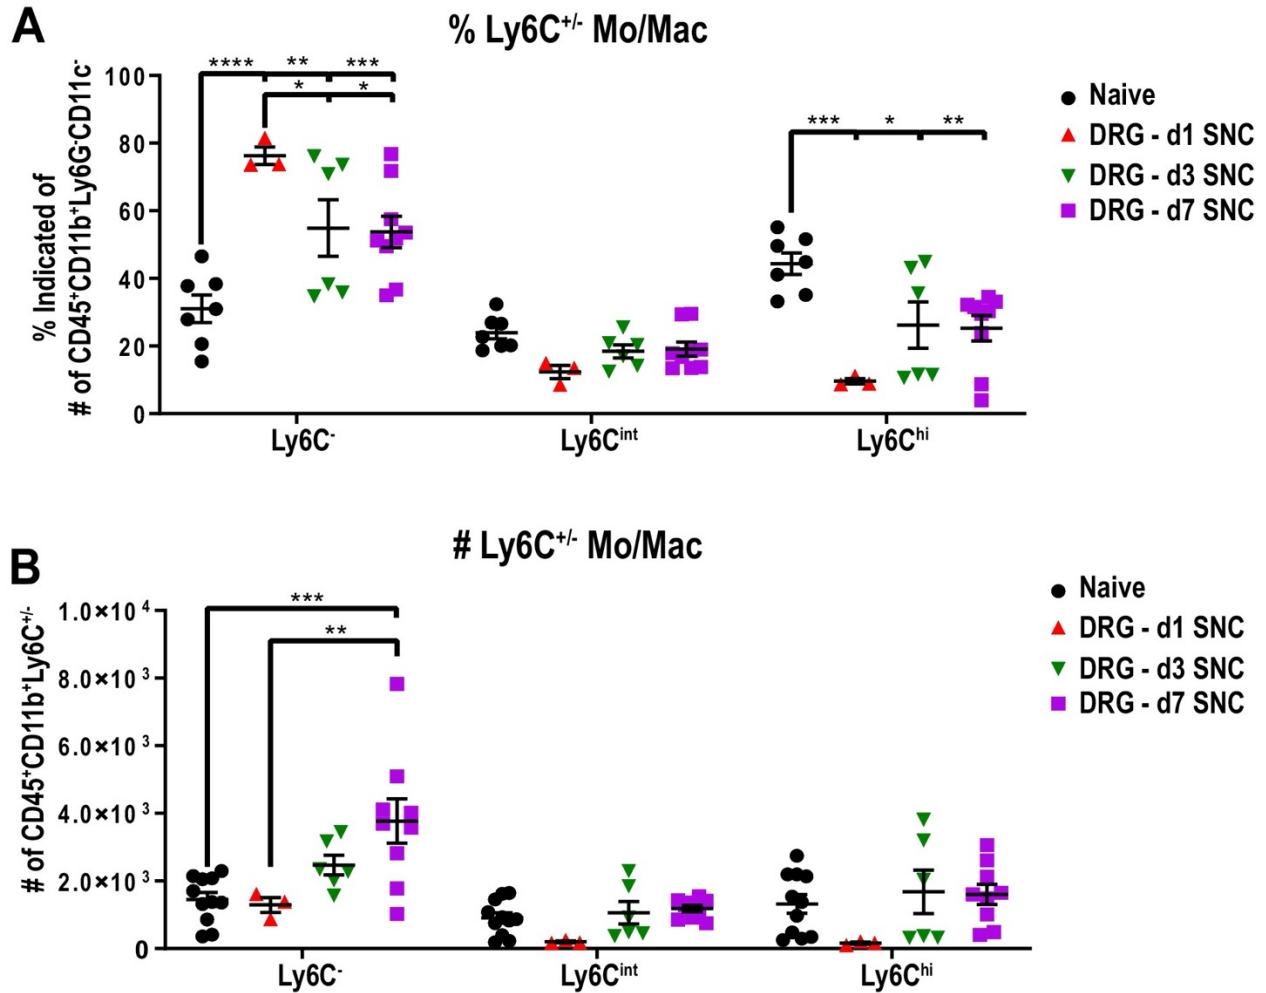 A
% Ly6C+/- Mo/Mac
% Indicated of
# of CD45+CD11b+Ly6G-CD11c-
100
80
60
40
20
0
**** ** ***
* *
*** * **
Ly6C-
Ly6Cint
Ly6Chi
Naive
DRG - d1 SNC
DRG - d3 SNC
DRG - d7 SNC
B
# Ly6C+/- Mo/Mac
# of CD45+CD11b+Ly6C+/-
1.0×10 4
8.0×10 3
6.0×10 3
4.0×10 3
2.0×10 3
0
***
**
Ly6C-
Ly6Cint
Ly6Chi
Naive
DRG - d1 SNC
DRG - d3 SNC
DRG - d7 SNC